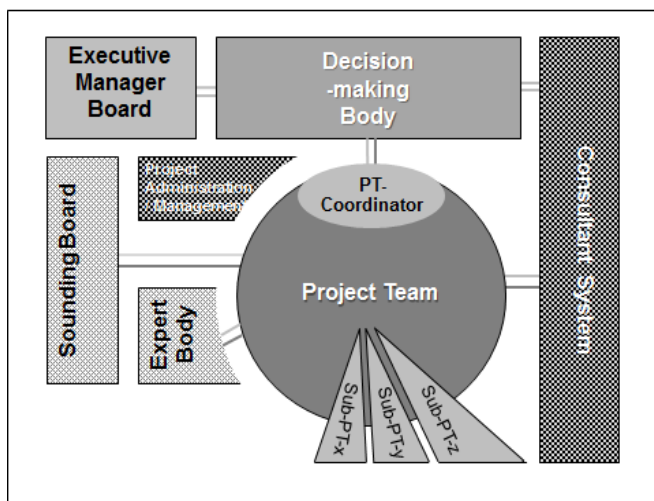 Executive
Manager
Board
Decision
-making
Body
Project
Administration
/ Management
PT-
Coordinator
Sounding Board
Project Team
Expert
Body
Consultant System
Sub-PT-x
Sub-PT-y
Sub-PT-z